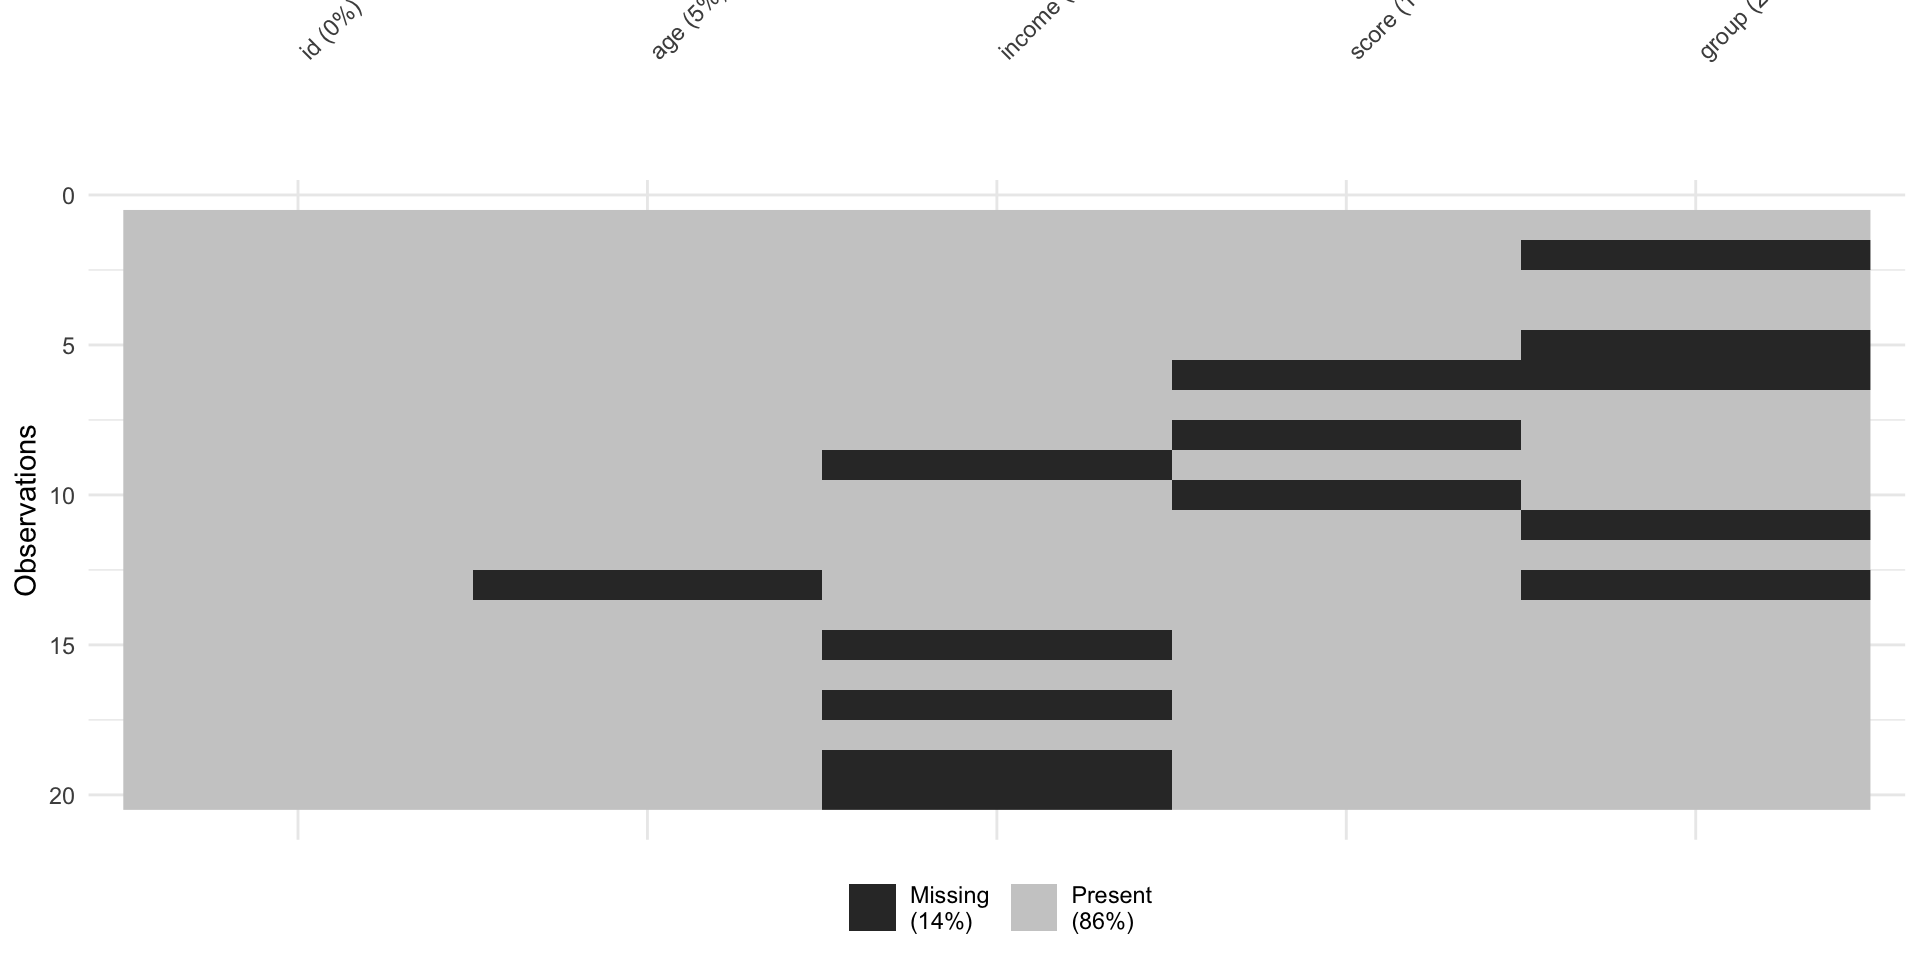 id (0%)
age (5%)
income (
score (1
group (2
0
5
10
15
20
Observations
Missing
(14%)
Present
(86%)